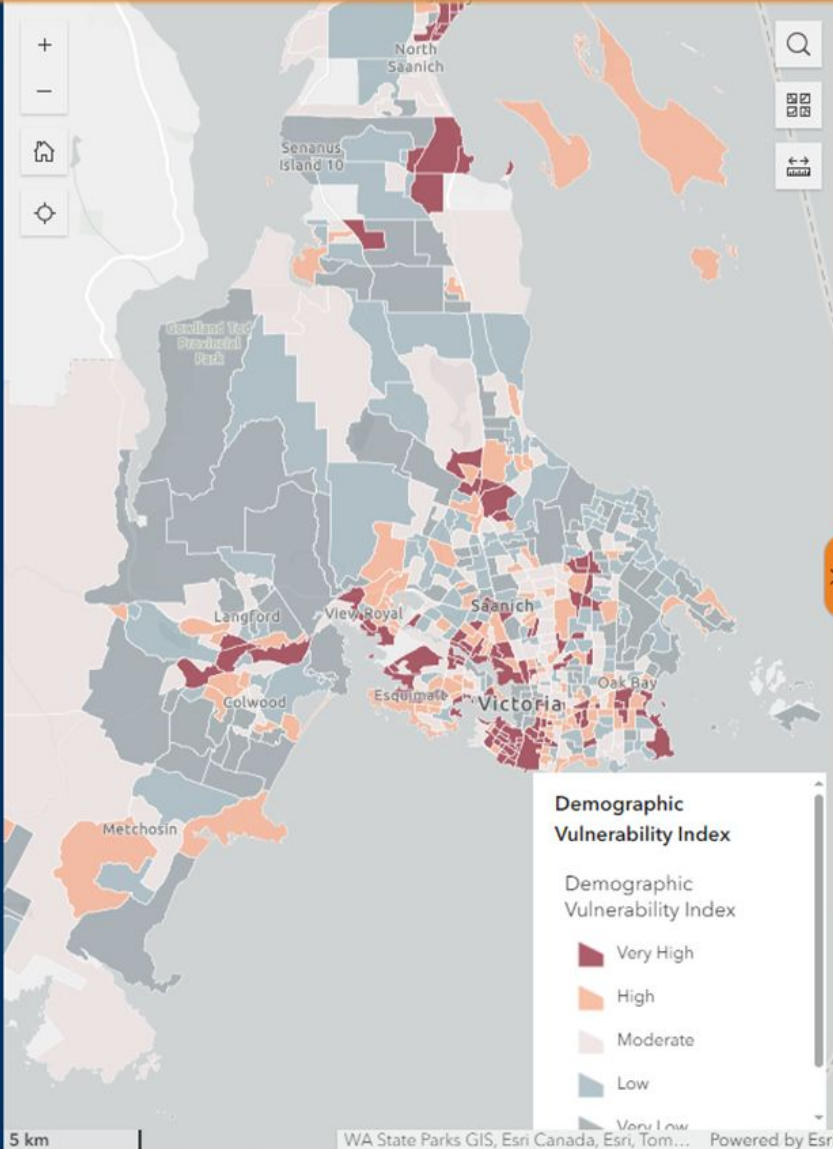 +
−
North
Saanich
Senanus
Island 10
Gowlland Tod
Provincial
Park
Langford
View Royal
Saanich
Colwood
Esquimalt
Oak Bay
Victoria
Metchosin
Demographic
Vulnerability Index
Demographic
Vulnerability Index
Very High
High
Moderate
Low
Very Low
5 km
WA State Parks GIS, Esri Canada, Esri, Tom...
Powered by Esri